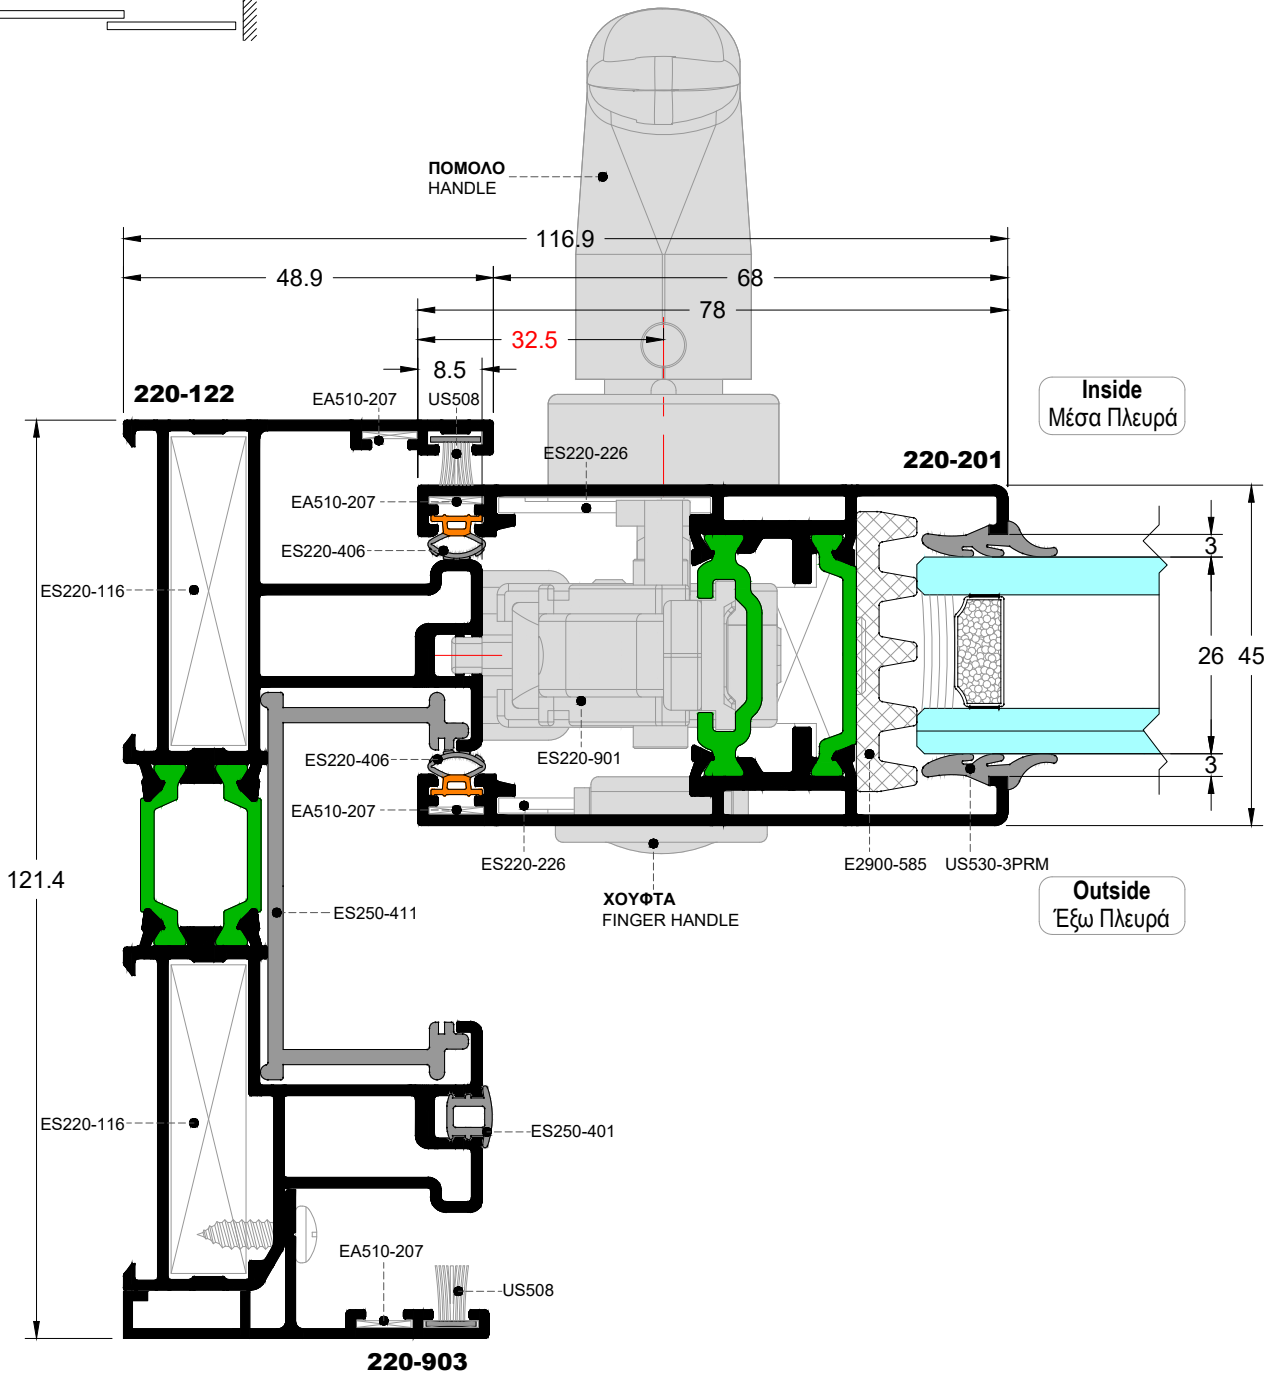 ΠΟΜΟΛΟ
HANDLE
116.9
48.9
68
78
32.5
8.5
220-122
EA510-207
US508
Inside
Μέσα Πλευρά
ES220-226
220-201
EA510-207
ES220-406
3
ES220-116
26
45
ES220-406
ES220-901
3
EA510-207
ES220-226
E2900-585
US530-3PRM
121.4
ΧΟΥΦΤΑ
FINGER HANDLE
Outside
Έξω Πλευρά
ES250-411
ES220-116
ES250-401
EA510-207
US508
220-903